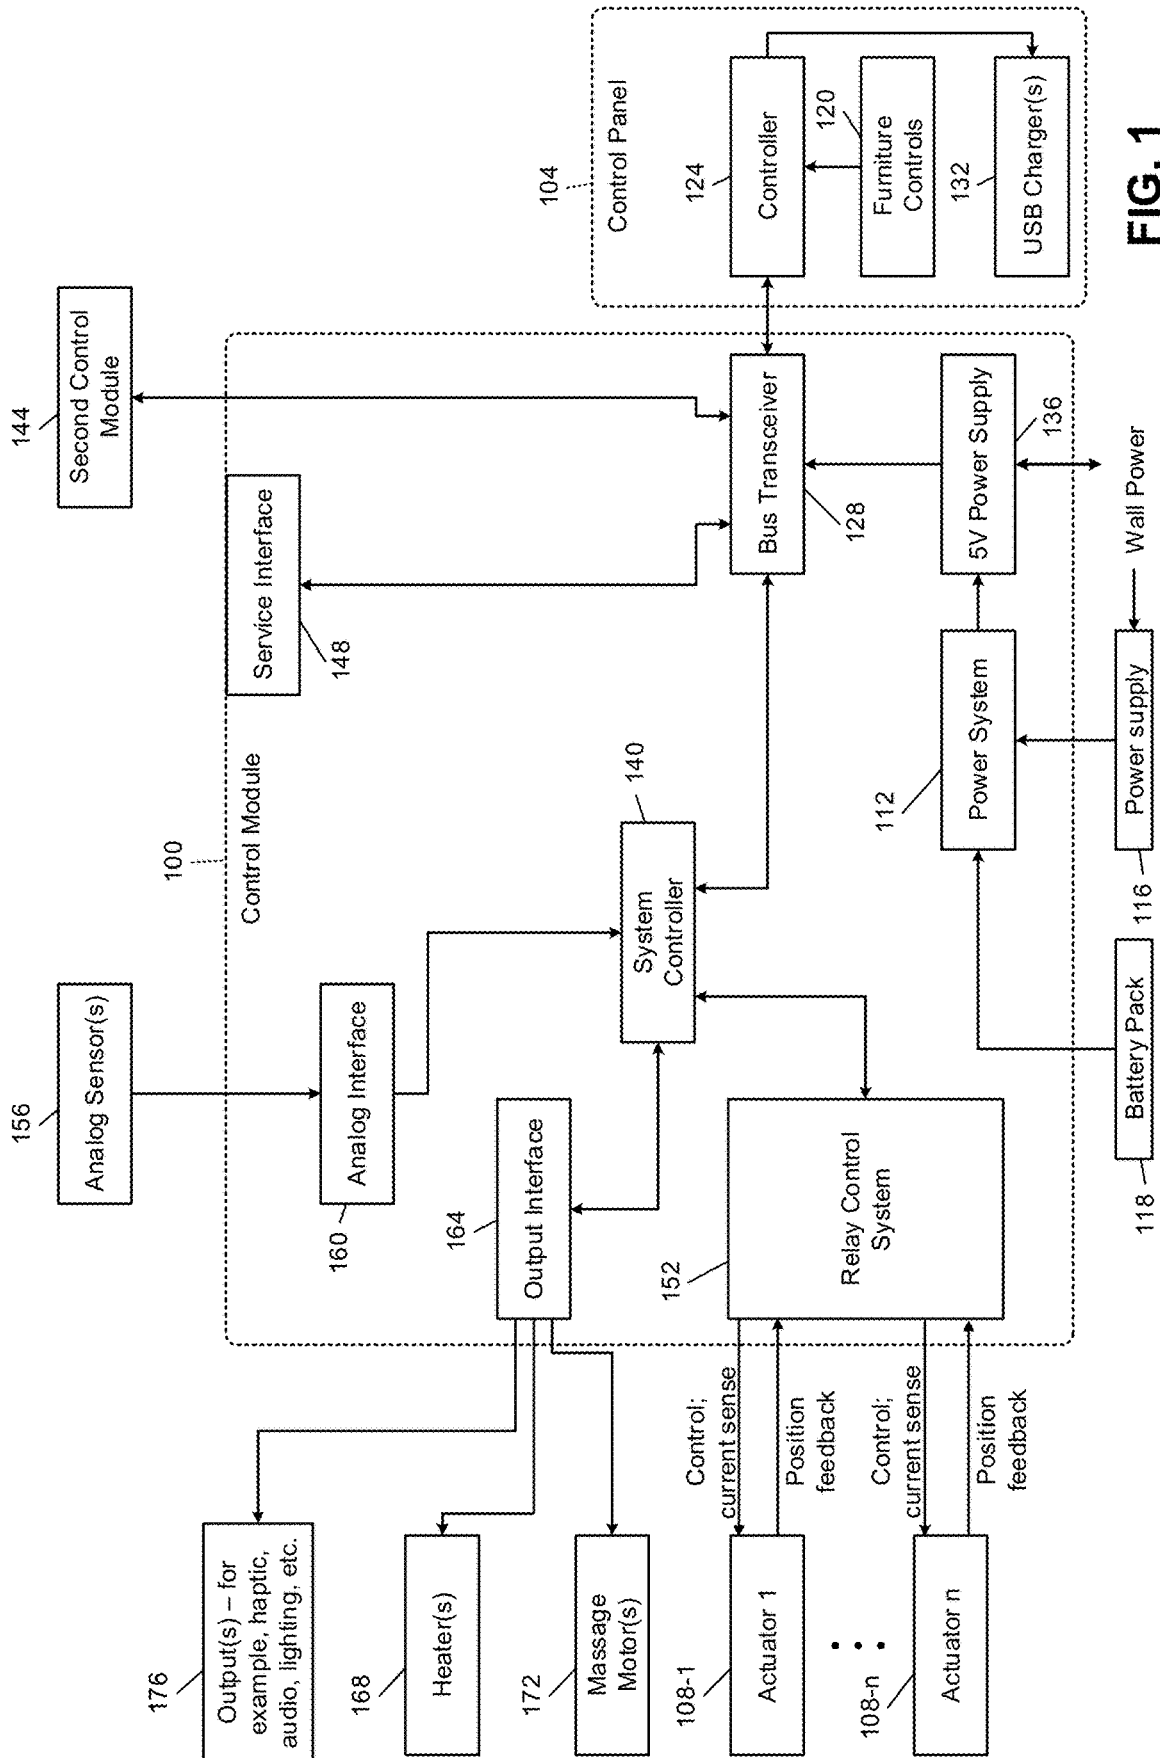 144
Second Control
Module
104
Control Panel
124
Controller
120
Furniture
Controls
132
USB Charger(s)
FIG. 1
100
Control Module
Service Interface
148
Bus Transceiver
128
5V Power Supply
136
Wall Power
140
System
Controller
112
Power System
Power supply
116
156
Analog Sensor(s)
Analog Interface
160
164
Output Interface
152
Relay Control
System
Battery Pack
118
176
Output(s) – for
example, haptic,
audio, lighting, etc.
168
Heater(s)
172
Massage
Motor(s)
Control;
current sense
Position
feedback
Control;
current sense
Position
feedback
108-1
Actuator 1
108-n
Actuator n